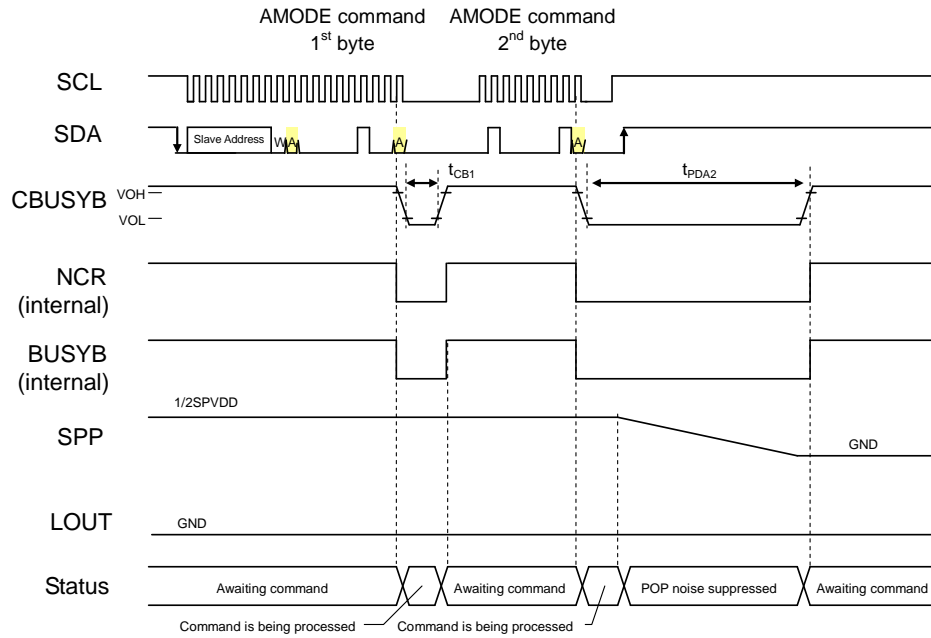 AMODE command
1st byte
AMODE command
2nd byte
SCL
SDA
Slave Address
W
A
A
A
tCB1
tPDA2
CBUSYB
VOH
VOL
NCR
(internal)
BUSYB
(internal)
1/2SPVDD
SPP
GND
LOUT
GND
Status
Awaiting command
Awaiting command
POP noise suppressed
Awaiting command
Command is being processed
Command is being processed